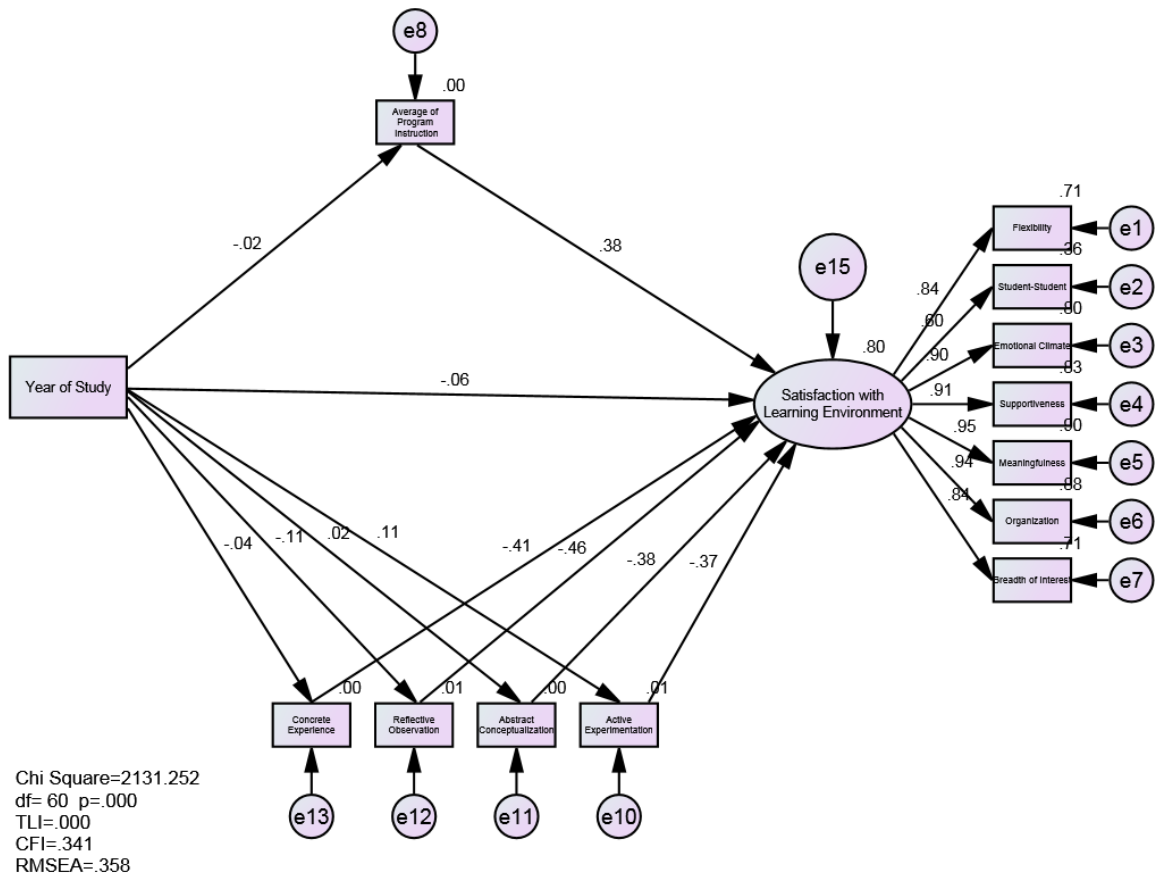 e8
.00
Average of
Program
Instruction
-.02
.38
.71
Flexibility
e1
.36
e15
.84
Student-Student
e2
.80
.60
Emotional Climate
e3
.80
.90
.83
Year of Study
-.06
Satisfaction with
Learning Environment
.91
Supportiveness
e4
.90
.95
Meaningfulness
e5
.94
.88
.84
Organization
e6
.71
-.04
-.11
.02
.11
-.41
-.46
-.38
-.37
Breadth of Interest
e7
.00
.01
.00
.01
Concrete
Experience
Reflective
Observation
Abstract
Conceptualization
Active
Experimentation
e13
e12
e11
e10
Chi Square=2131.252
df= 60 p=.000
TLI=.000
CFI=.341
RMSEA=.358